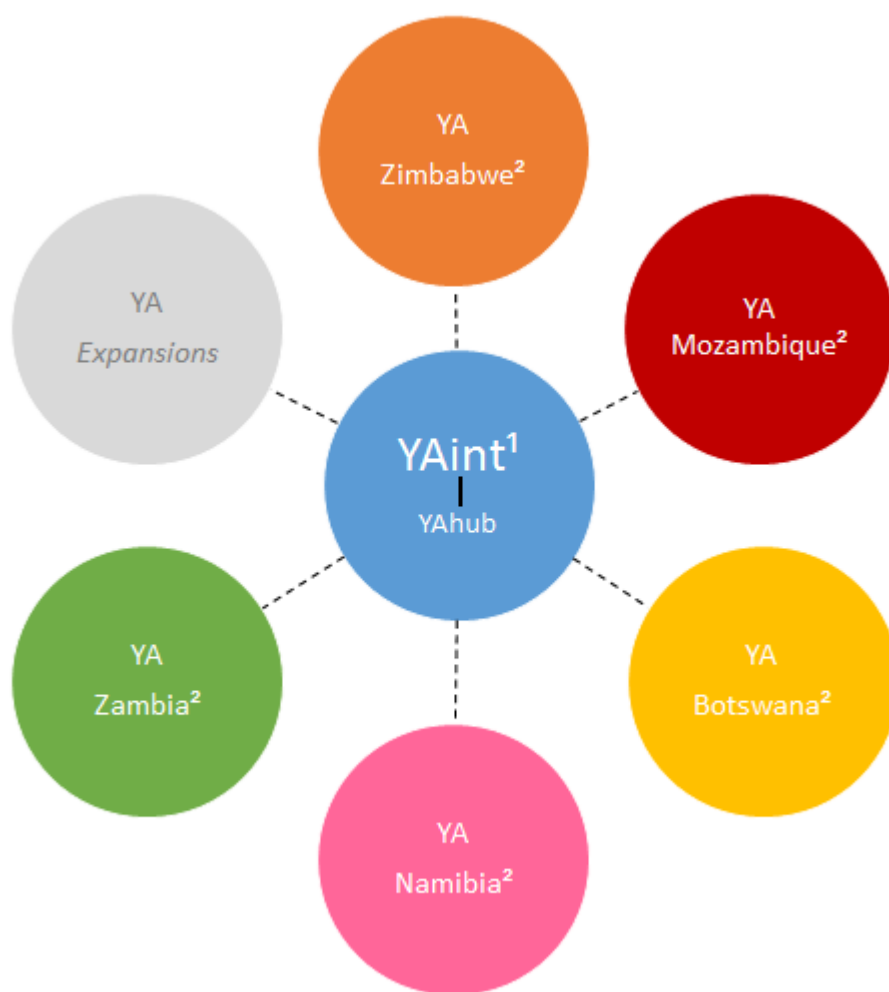 YA
Zimbabwe²
YA
Expansions
YA
Mozambique²
YAint¹
YAhub
YA
Zambia²
YA
Botswana²
YA
Namibia²